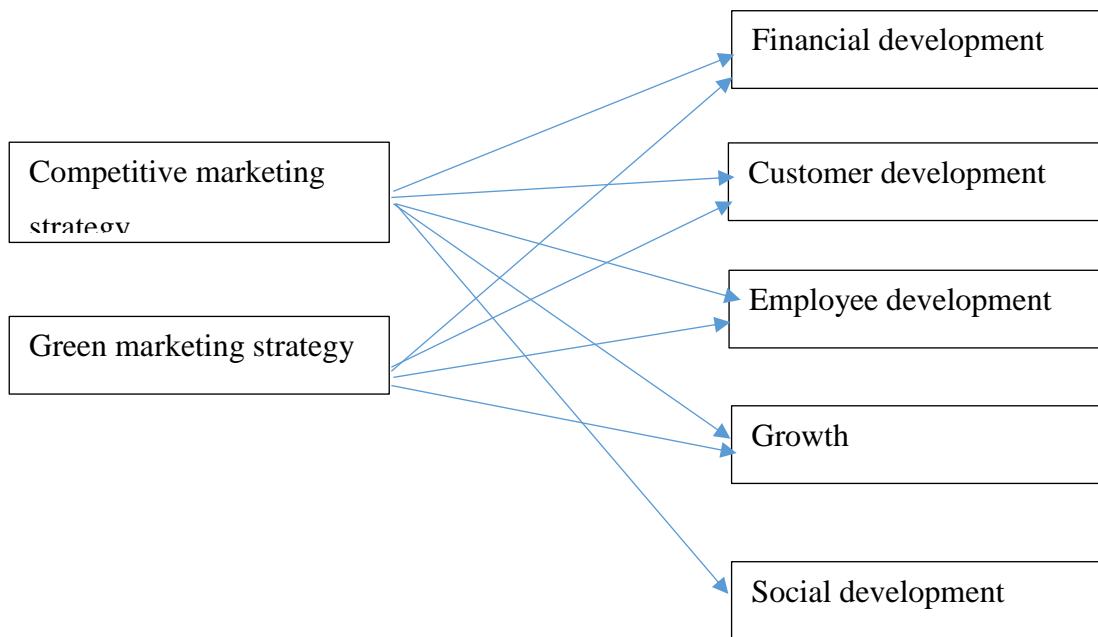 Financial development
Competitive marketing
strategy
Customer development
Employee development
Green marketing strategy
Growth
Social development